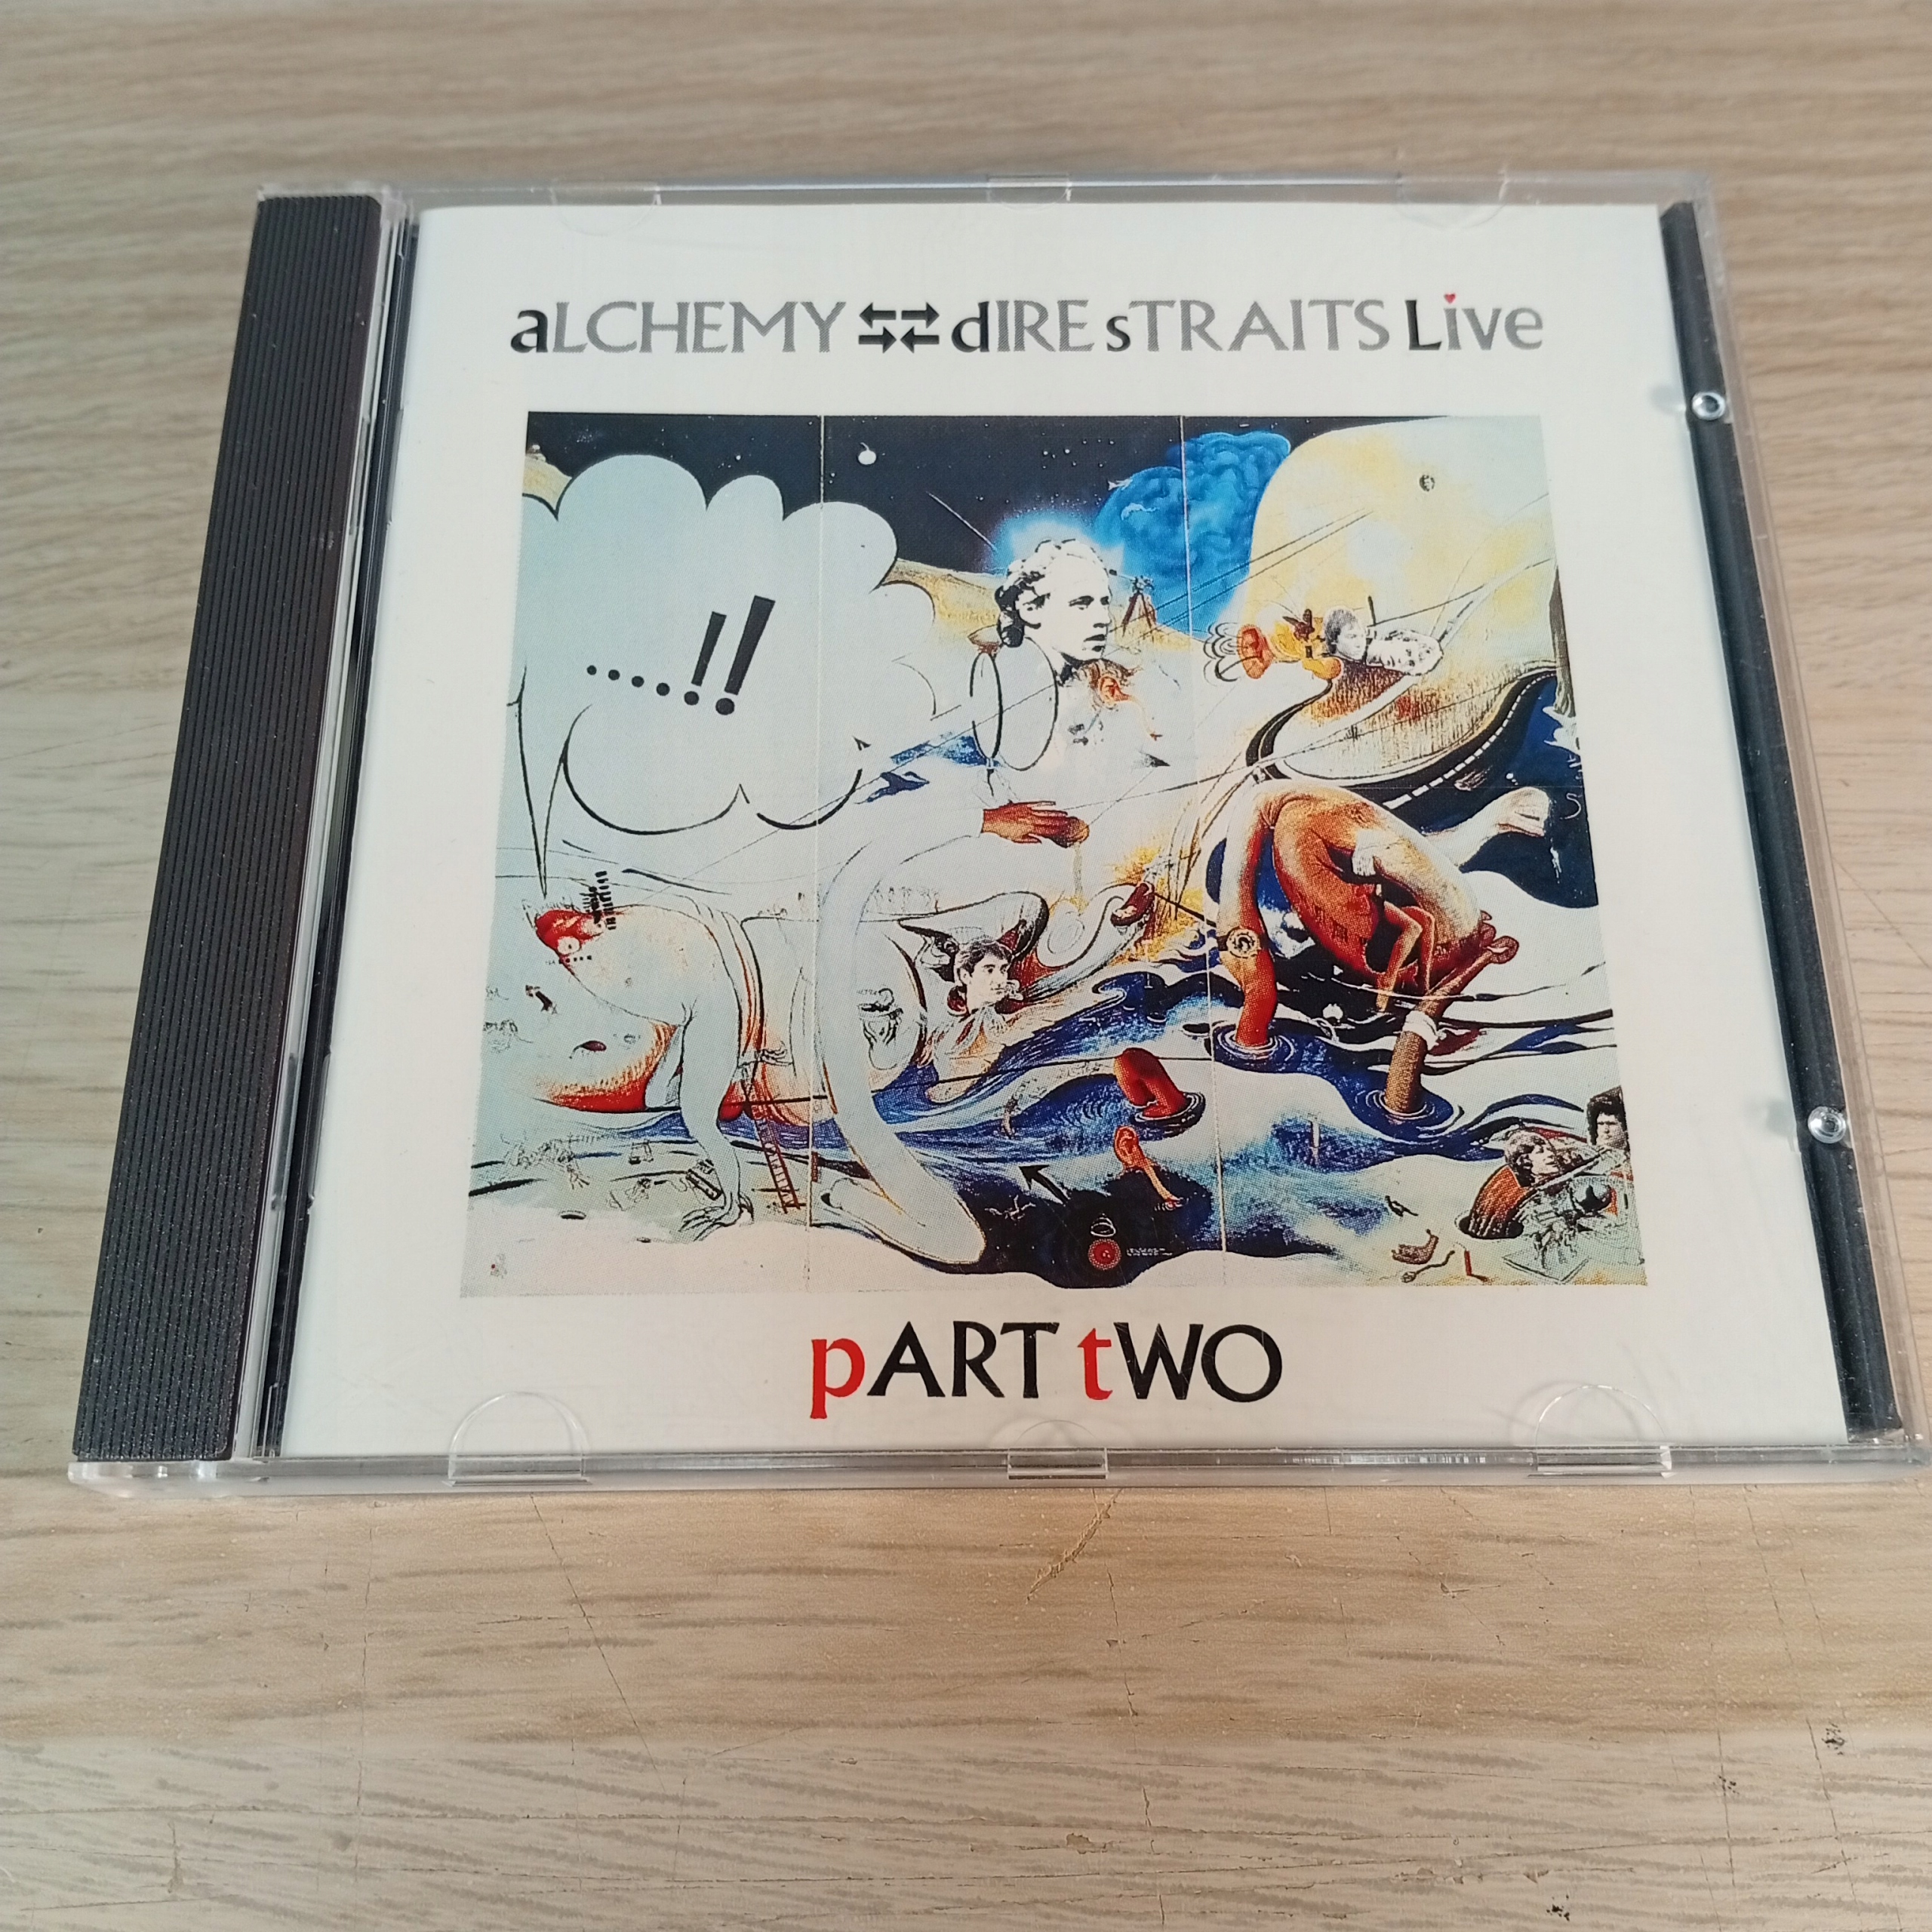 aLCHEMY dIRE sTRAITS Live
....!!
pART tWO